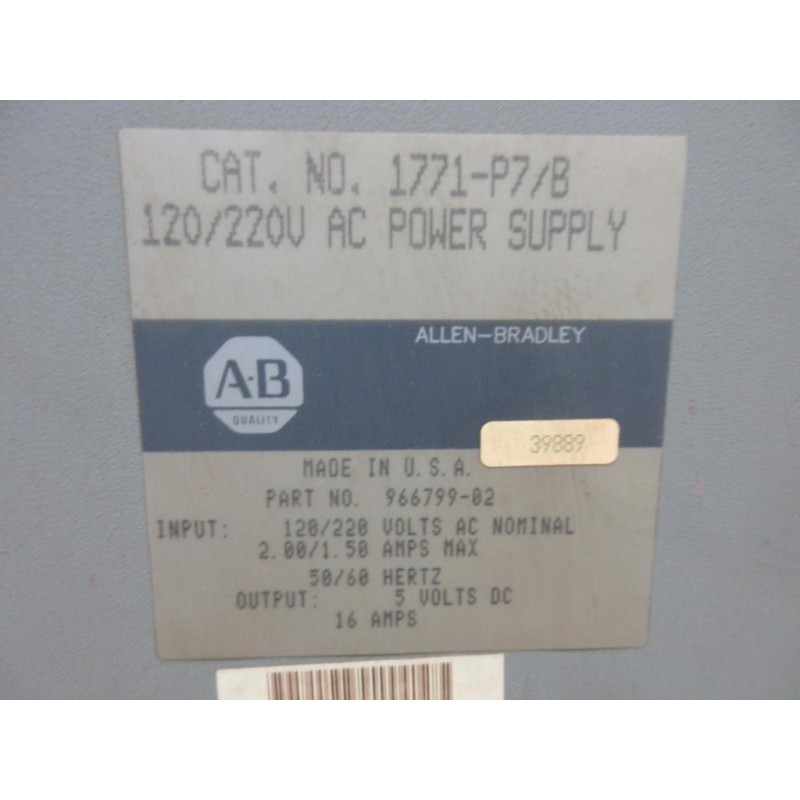 CAT. NO. 1771-P7/B
120/220V AC POWER SUPPLY
ALLEN-BRADLEY
A·B
QUALITY
39889
MADE IN U.S.A.
PART NO. 966799-02
INPUT: 120/220 VOLTS AC NOMINAL
2.00/1.50 AMPS MAX
50/60 HERTZ
OUTPUT: 5 VOLTS DC
16 AMPS